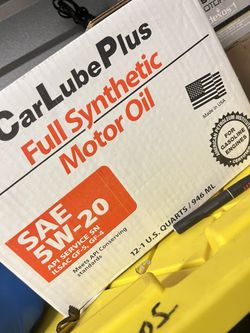 CarLubePlus
Full Synthetic
Motor Oil
Made in USA
FOR GASOLINE ENGINES
SAE
5W-20
API SERVICE SN
ILSAC GF-5, GF-4
Meets API Conserving
standards
12-1 U.S. QUARTS / 946 ML